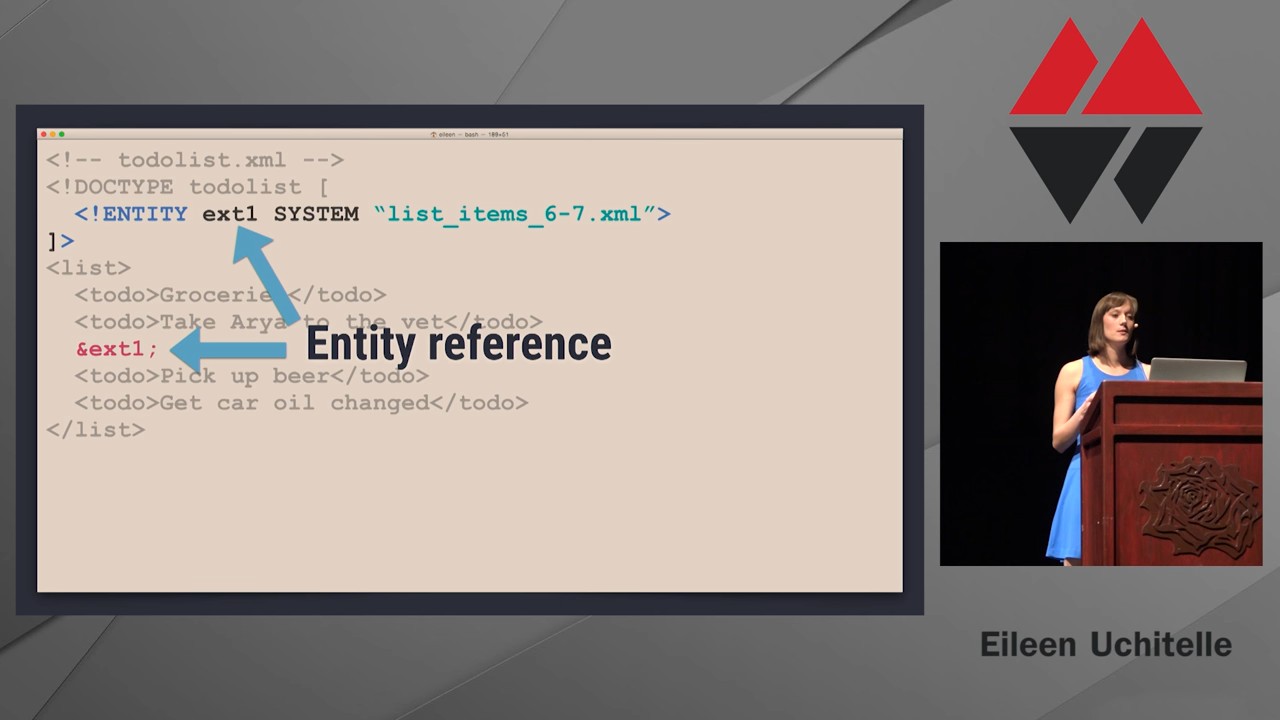 eileen — bash — 189×51
<!-- todolist.xml -->
<!DOCTYPE todolist [
<!ENTITY ext1 SYSTEM “list_items_6-7.xml”>
]>
<list>
<todo>Grocerie </todo>
<todo>Take Arya to the vet</todo>
&ext1;
Entity reference
<todo>Pick up beer</todo>
<todo>Get car oil changed</todo>
</list>
Eileen Uchitelle